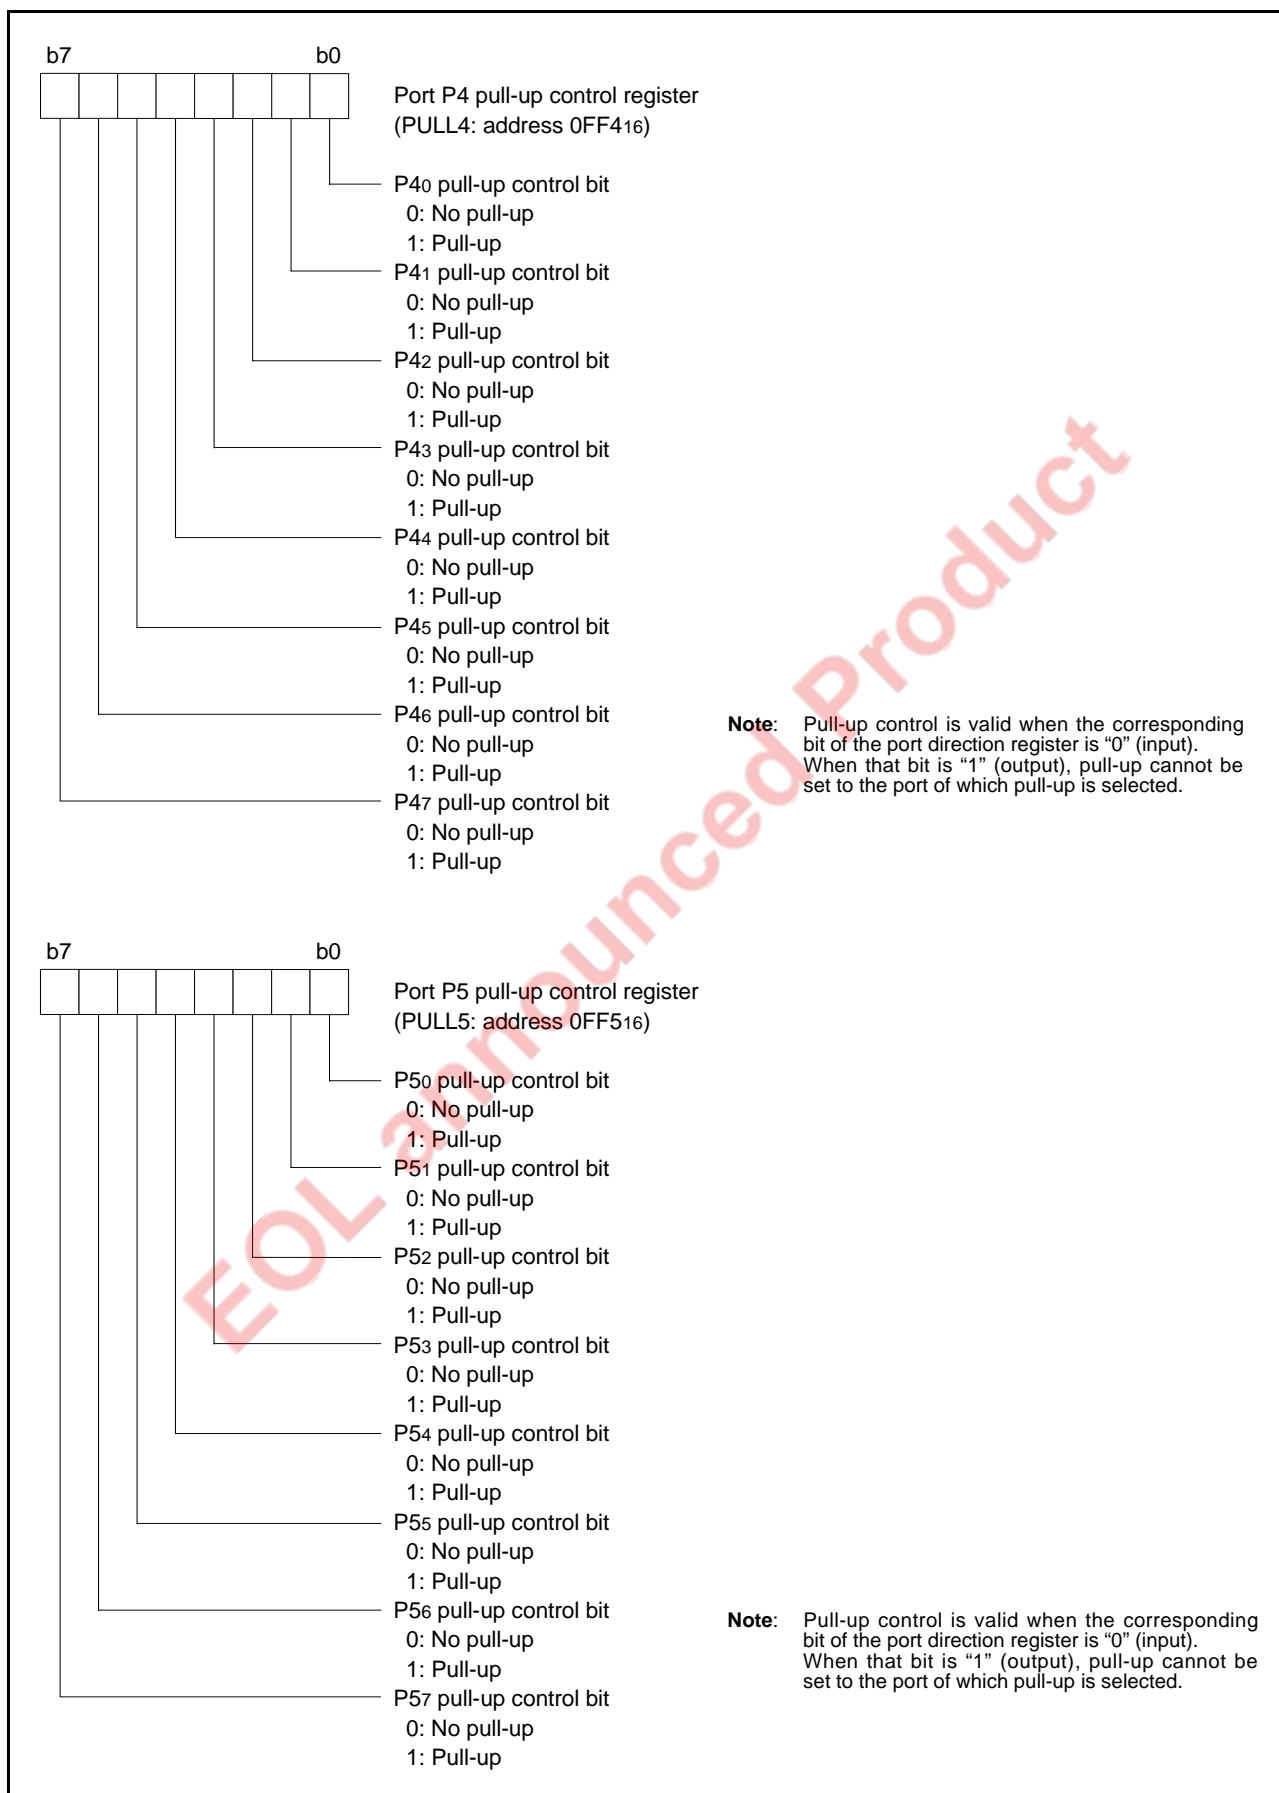 b7 b0
Port P4 pull-up control register
(PULL4: address 0FF416)
P40 pull-up control bit
0: No pull-up
1: Pull-up
P41 pull-up control bit
0: No pull-up
1: Pull-up
P42 pull-up control bit
0: No pull-up
1: Pull-up
P43 pull-up control bit
0: No pull-up
1: Pull-up
P44 pull-up control bit
0: No pull-up
1: Pull-up
P45 pull-up control bit
0: No pull-up
1: Pull-up
P46 pull-up control bit
0: No pull-up
1: Pull-up
P47 pull-up control bit
0: No pull-up
1: Pull-up
Note: Pull-up control is valid when the corresponding
bit of the port direction register is “0” (input).
When that bit is “1” (output), pull-up cannot be
set to the port of which pull-up is selected.
b7 b0
Port P5 pull-up control register
(PULL5: address 0FF516)
P50 pull-up control bit
0: No pull-up
1: Pull-up
P51 pull-up control bit
0: No pull-up
1: Pull-up
P52 pull-up control bit
0: No pull-up
1: Pull-up
P53 pull-up control bit
0: No pull-up
1: Pull-up
P54 pull-up control bit
0: No pull-up
1: Pull-up
P55 pull-up control bit
0: No pull-up
1: Pull-up
P56 pull-up control bit
0: No pull-up
1: Pull-up
P57 pull-up control bit
0: No pull-up
1: Pull-up
Note: Pull-up control is valid when the corresponding
bit of the port direction register is “0” (input).
When that bit is “1” (output), pull-up cannot be
set to the port of which pull-up is selected.
EOL announced Product